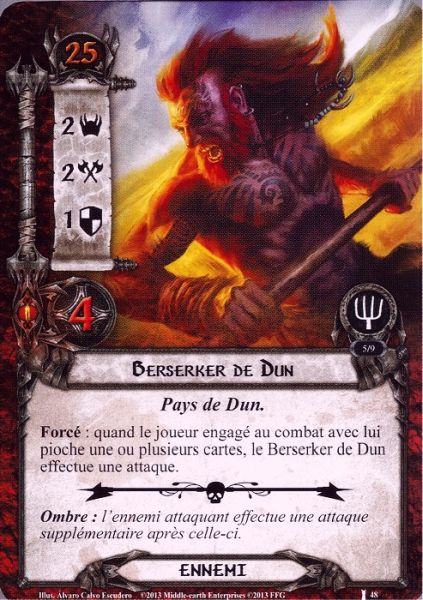 25
2
2
1
4
5/9
Berserker de Dun
Pays de Dun.
Forcé : quand le joueur engagé au combat avec lui
pioche une ou plusieurs cartes, le Berserker de Dun
effectue une attaque.
Ombre : l'ennemi attaquant effectue une attaque
supplémentaire après celle-ci.
ENNEMI
Illus. Álvaro Calvo Escudero ©2013 Middle-earth Enterprises ©2013 FFG 48